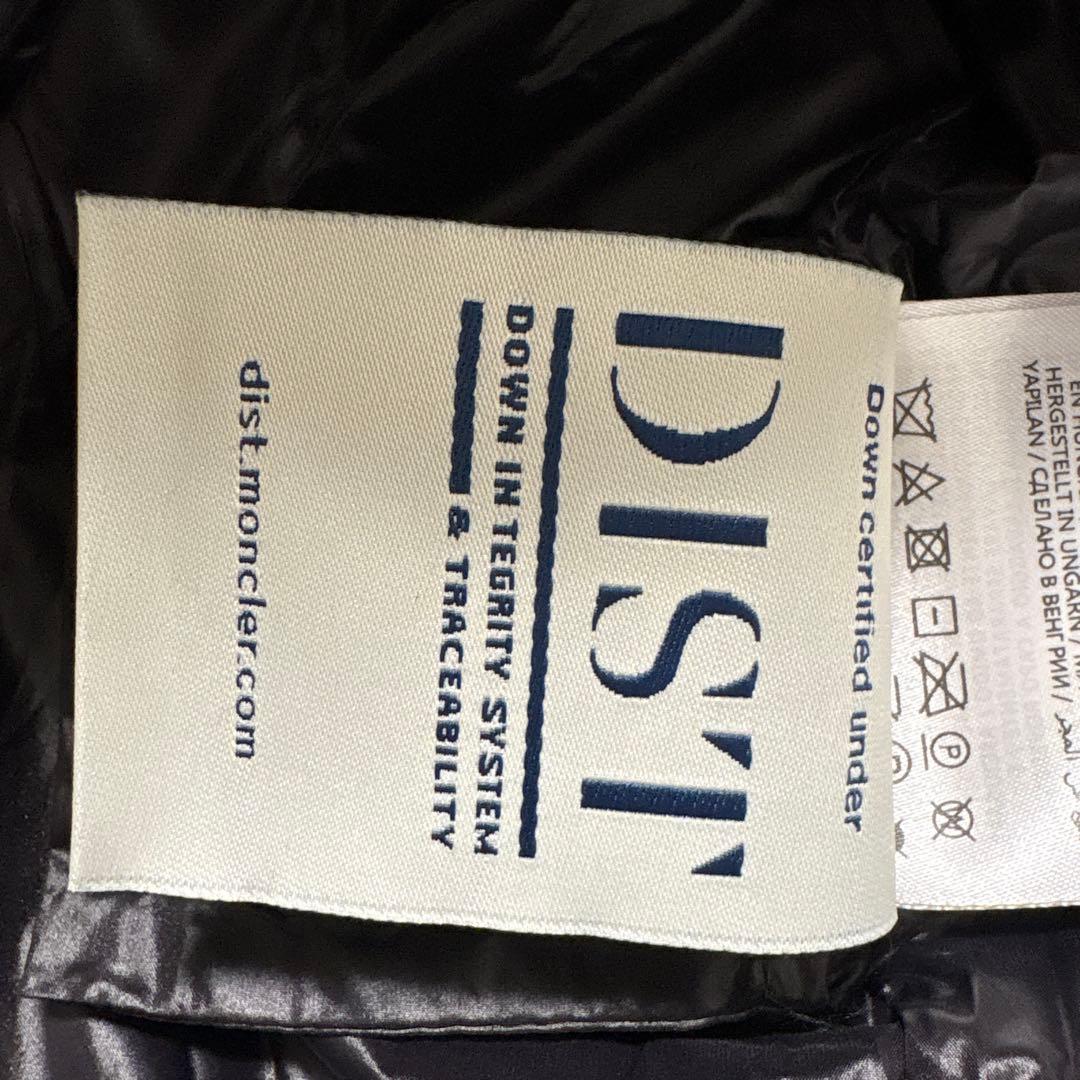 Down certified under
DIST
DOWN INTEGRITY SYSTEM
& TRACEABILITY
dist.moncler.com
HERGESTELLT IN UNGARN /
YAPILAN / СДЕЛАНО В ВЕНГРИИ /
P